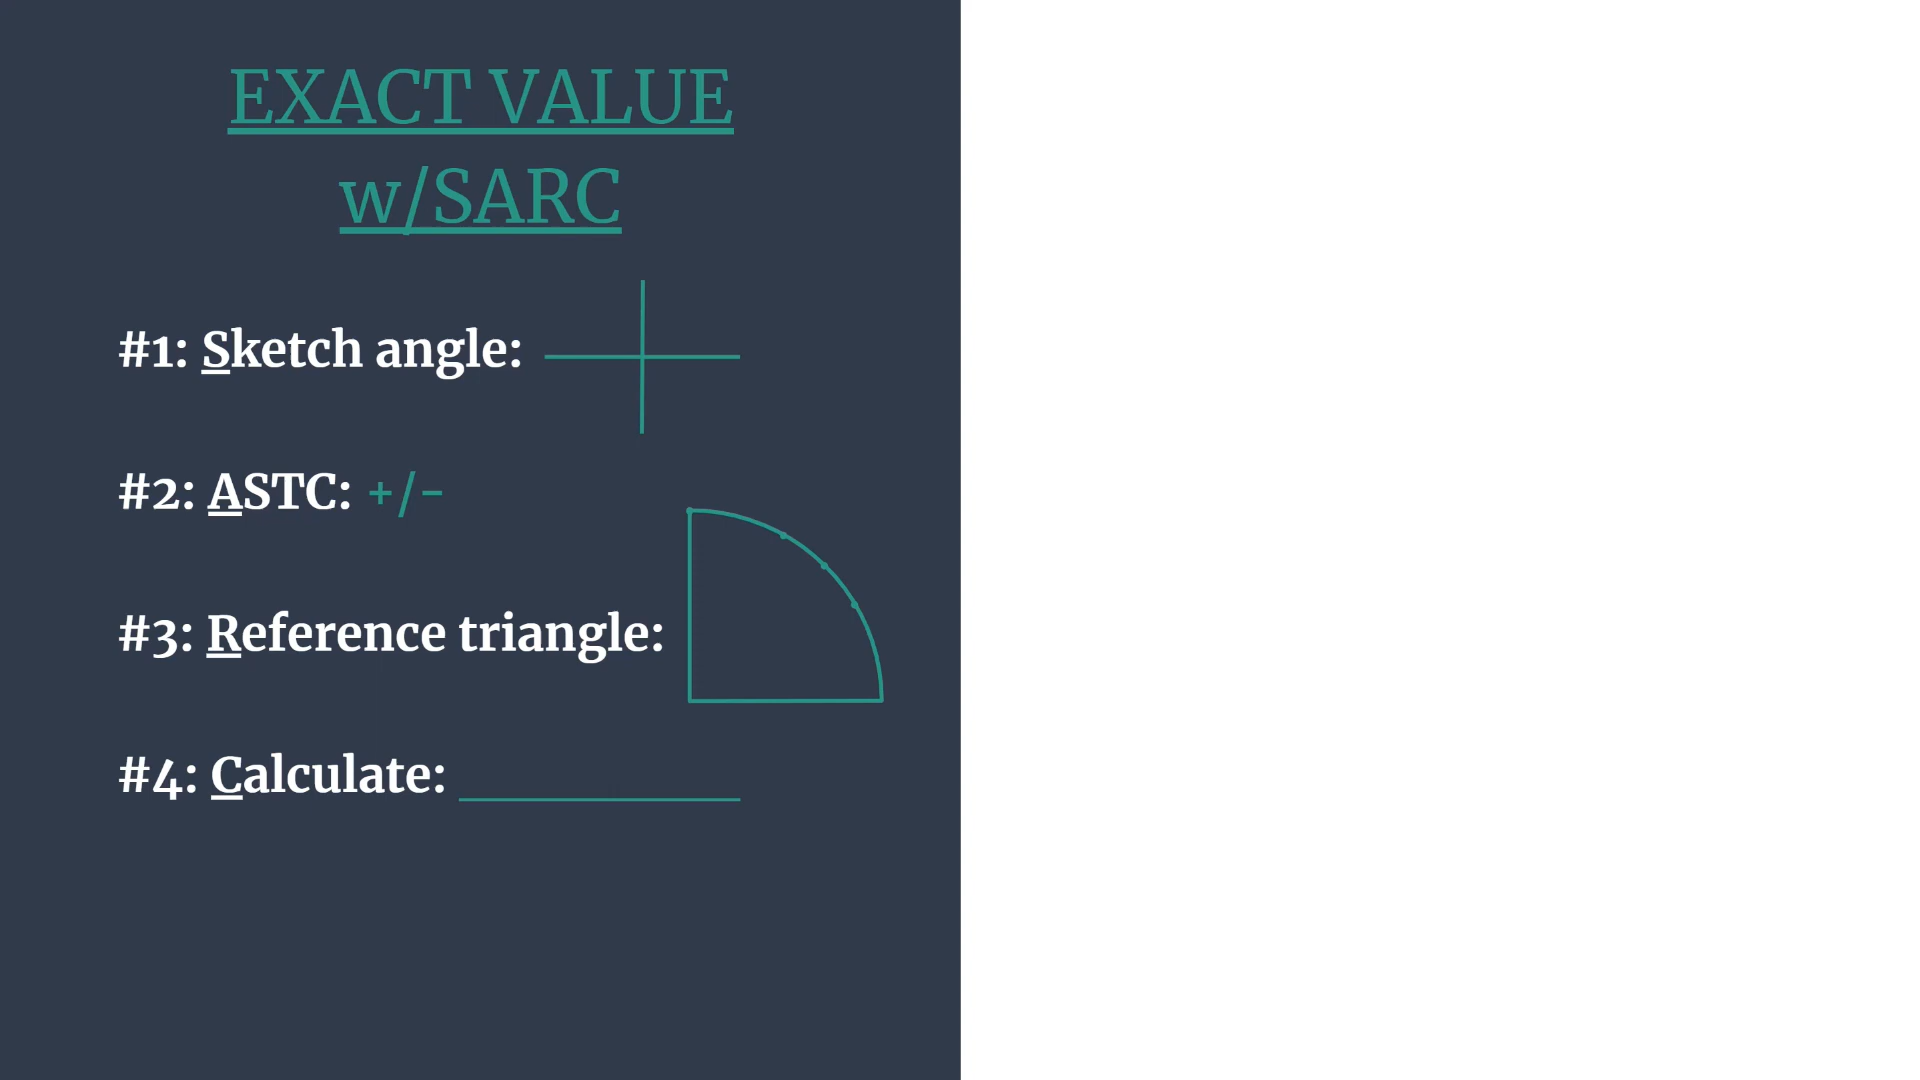 EXACT VALUE
w/SARC
#1: Sketch angle:
#2: ASTC: +/-
#3: Reference triangle:
#4: Calculate: